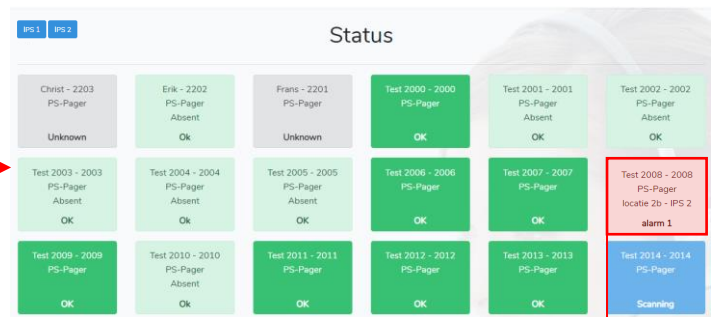 IPS 1 IPS 2
Status
Christ - 2203
PS-Pager
Unknown
Erik - 2202
PS-Pager
Absent
Ok
Frans - 2201
PS-Pager
Unknown
Test 2000 - 2000
PS-Pager
OK
Test 2001 - 2001
PS-Pager
Absent
OK
Test 2002 - 2002
PS-Pager
Absent
OK
Test 2003 - 2003
PS-Pager
Absent
OK
Test 2004 - 2004
PS-Pager
Absent
Ok
Test 2005 - 2005
PS-Pager
Absent
OK
Test 2006 - 2006
PS-Pager
OK
Test 2007 - 2007
PS-Pager
OK
Test 2008 - 2008
PS-Pager
locatie 2b - IPS 2
alarm 1
Test 2009 - 2009
PS-Pager
OK
Test 2010 - 2010
PS-Pager
Absent
Ok
Test 2011 - 2011
PS-Pager
OK
Test 2012 - 2012
PS-Pager
OK
Test 2013 - 2013
PS-Pager
OK
Test 2014 - 2014
PS-Pager
Scanning